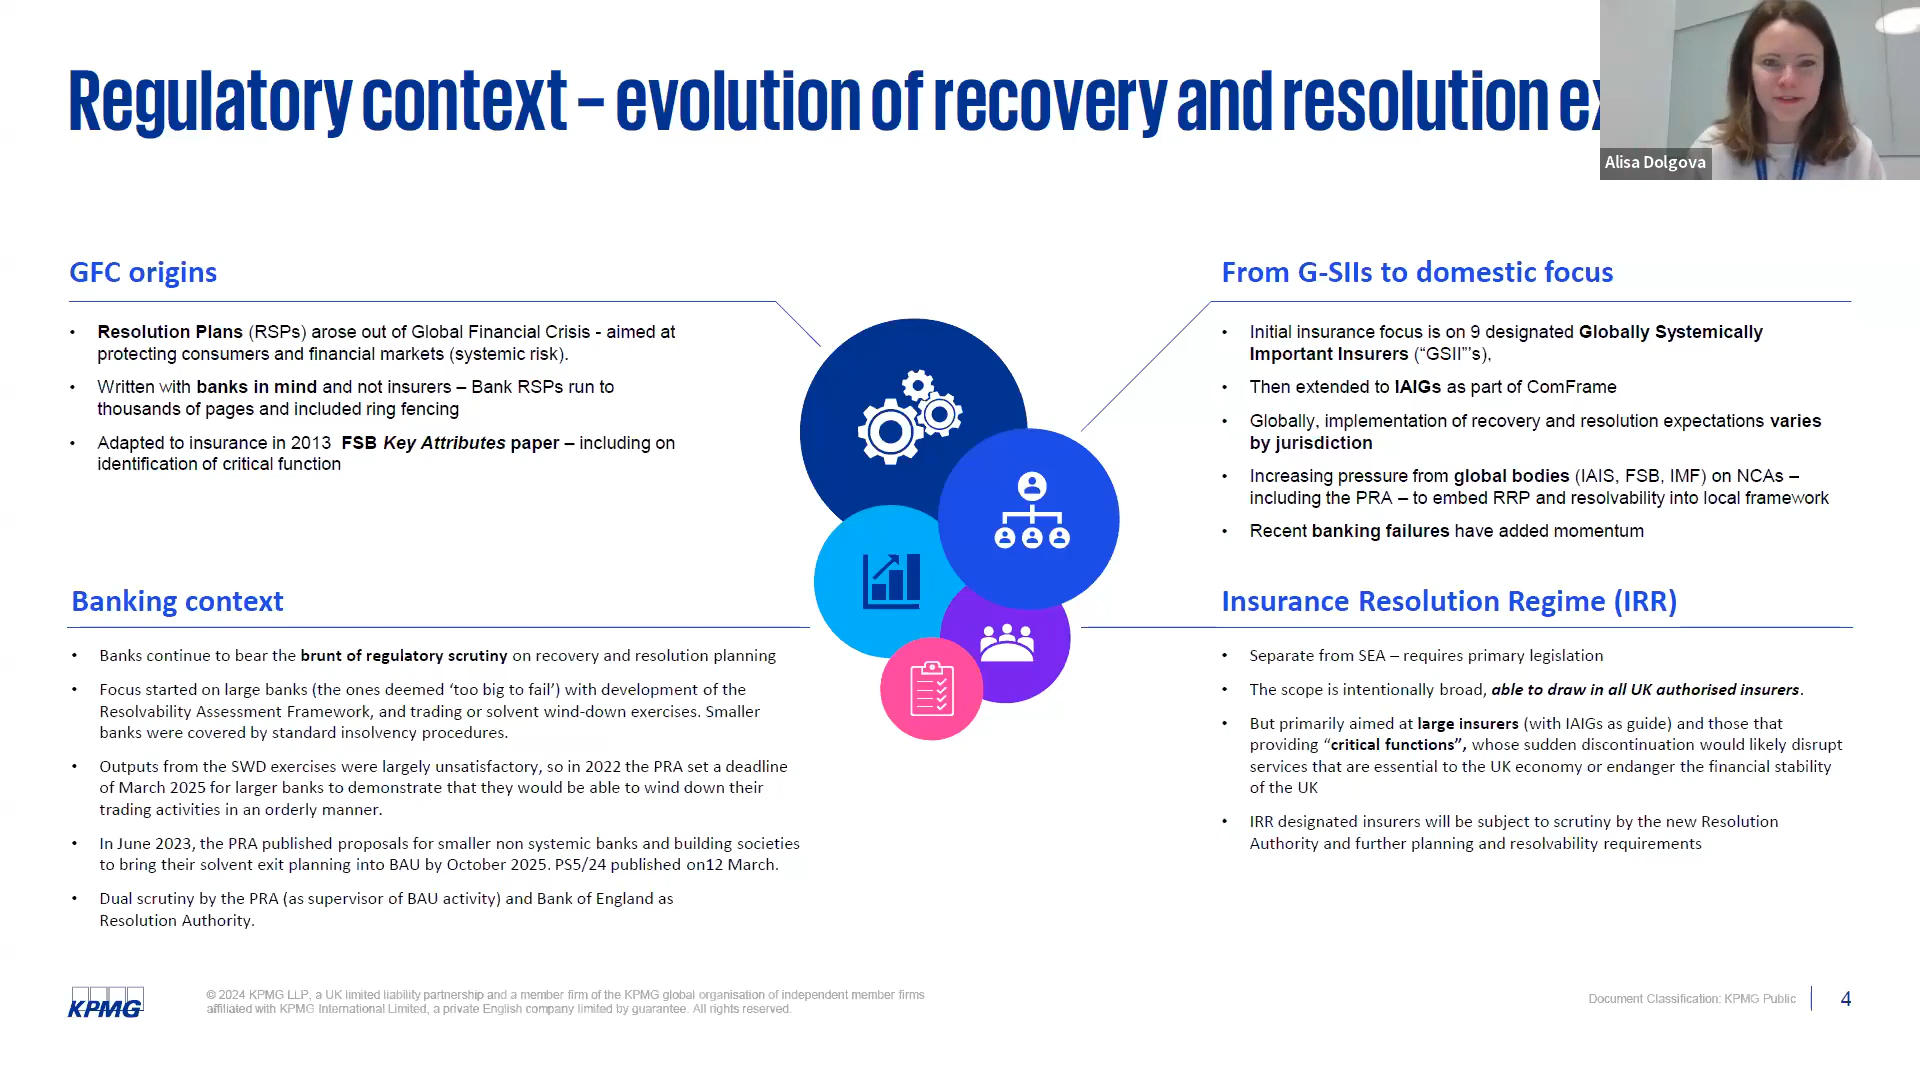 Regulatory context – evolution of recovery and resolution ex
Alisa Dolgova
GFC origins
• Resolution Plans (RSPs) arose out of Global Financial Crisis - aimed at
protecting consumers and financial markets (systemic risk).
• Written with banks in mind and not insurers – Bank RSPs run to
thousands of pages and included ring fencing
• Adapted to insurance in 2013 FSB Key Attributes paper – including on
identification of critical function
From G-SIIs to domestic focus
• Initial insurance focus is on 9 designated Globally Systemically
Important Insurers (“GSII”’s),
• Then extended to IAIGs as part of ComFrame
• Globally, implementation of recovery and resolution expectations varies
by jurisdiction
• Increasing pressure from global bodies (IAIS, FSB, IMF) on NCAs –
including the PRA – to embed RRP and resolvability into local framework
• Recent banking failures have added momentum
Banking context
• Banks continue to bear the brunt of regulatory scrutiny on recovery and resolution planning
• Focus started on large banks (the ones deemed ‘too big to fail’) with development of the
Resolvability Assessment Framework, and trading or solvent wind-down exercises. Smaller
banks were covered by standard insolvency procedures.
• Outputs from the SWD exercises were largely unsatisfactory, so in 2022 the PRA set a deadline
of March 2025 for larger banks to demonstrate that they would be able to wind down their
trading activities in an orderly manner.
• In June 2023, the PRA published proposals for smaller non systemic banks and building societies
to bring their solvent exit planning into BAU by October 2025. PS5/24 published on12 March.
• Dual scrutiny by the PRA (as supervisor of BAU activity) and Bank of England as
Resolution Authority.
Insurance Resolution Regime (IRR)
• Separate from SEA – requires primary legislation
• The scope is intentionally broad, able to draw in all UK authorised insurers.
• But primarily aimed at large insurers (with IAIGs as guide) and those that
providing “critical functions”, whose sudden discontinuation would likely disrupt
services that are essential to the UK economy or endanger the financial stability
of the UK
• IRR designated insurers will be subject to scrutiny by the new Resolution
Authority and further planning and resolvability requirements
KPMG
© 2024 KPMG LLP, a UK limited liability partnership and a member firm of the KPMG global organisation of independent member firms
affiliated with KPMG International Limited, a private English company limited by guarantee. All rights reserved.
Document Classification: KPMG Public
4